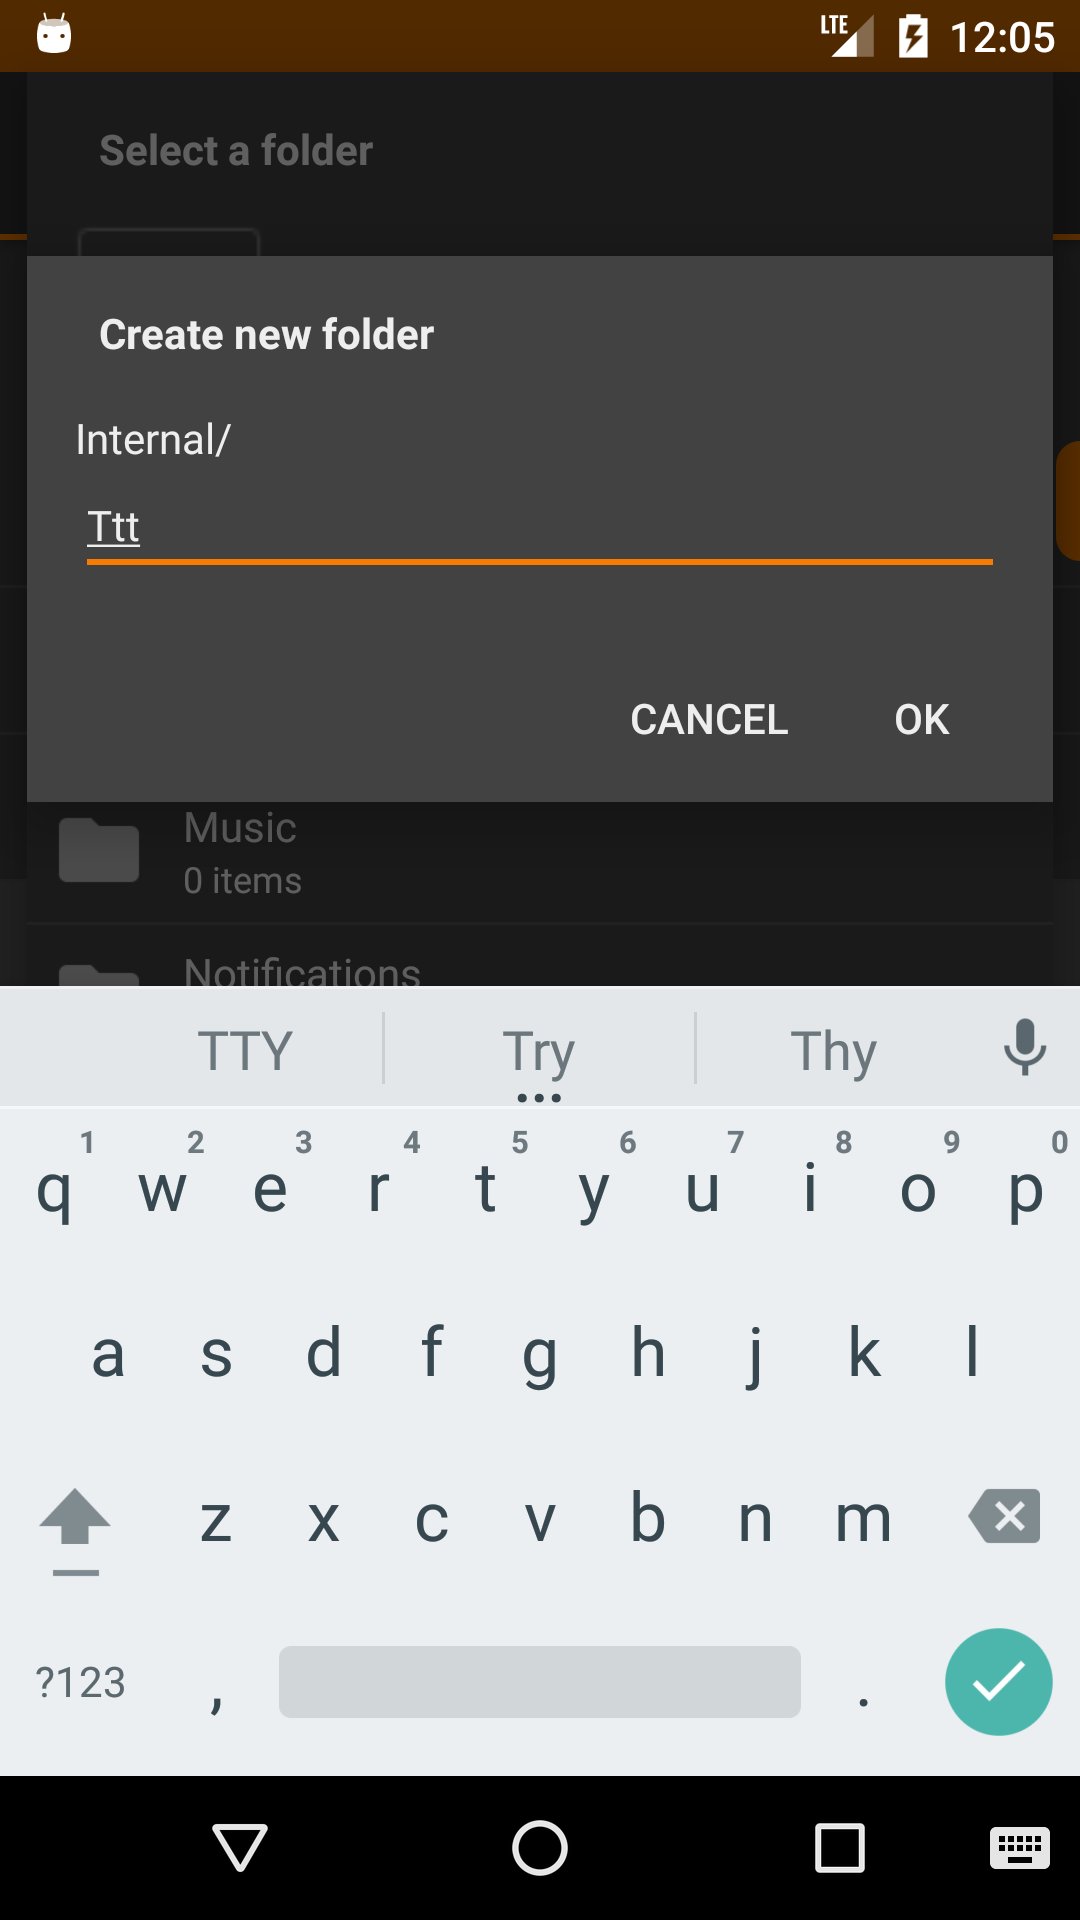 LTE 12:05
Select a folder
Create new folder
Internal/
Ttt
CANCEL OK
Music
0 items
Notifications
TTY Try Thy
1 2 3 4 5 6 7 8 9 0
q w e r t y u i o p
a s d f g h j k l
z x c v b n m
?123 , .